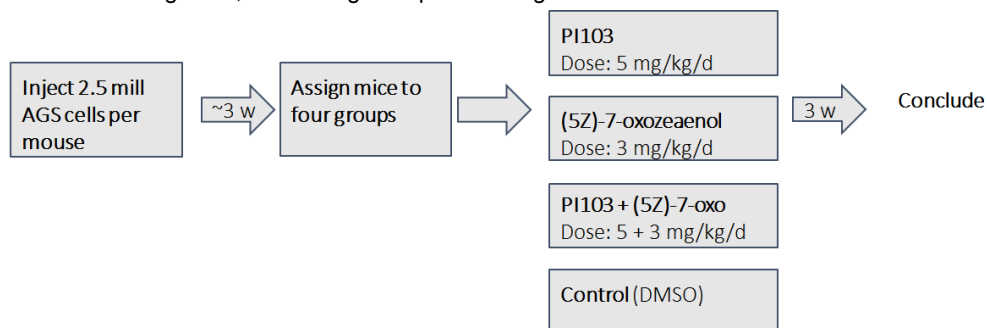 Inject 2.5 mill
AGS cells per
mouse
~3 w
Assign mice to
four groups
PI103
Dose: 5 mg/kg/d
(5Z)-7-oxozeaenol
Dose: 3 mg/kg/d
PI103 + (5Z)-7-oxo
Dose: 5 + 3 mg/kg/d
Control (DMSO)
3 w
Conclude